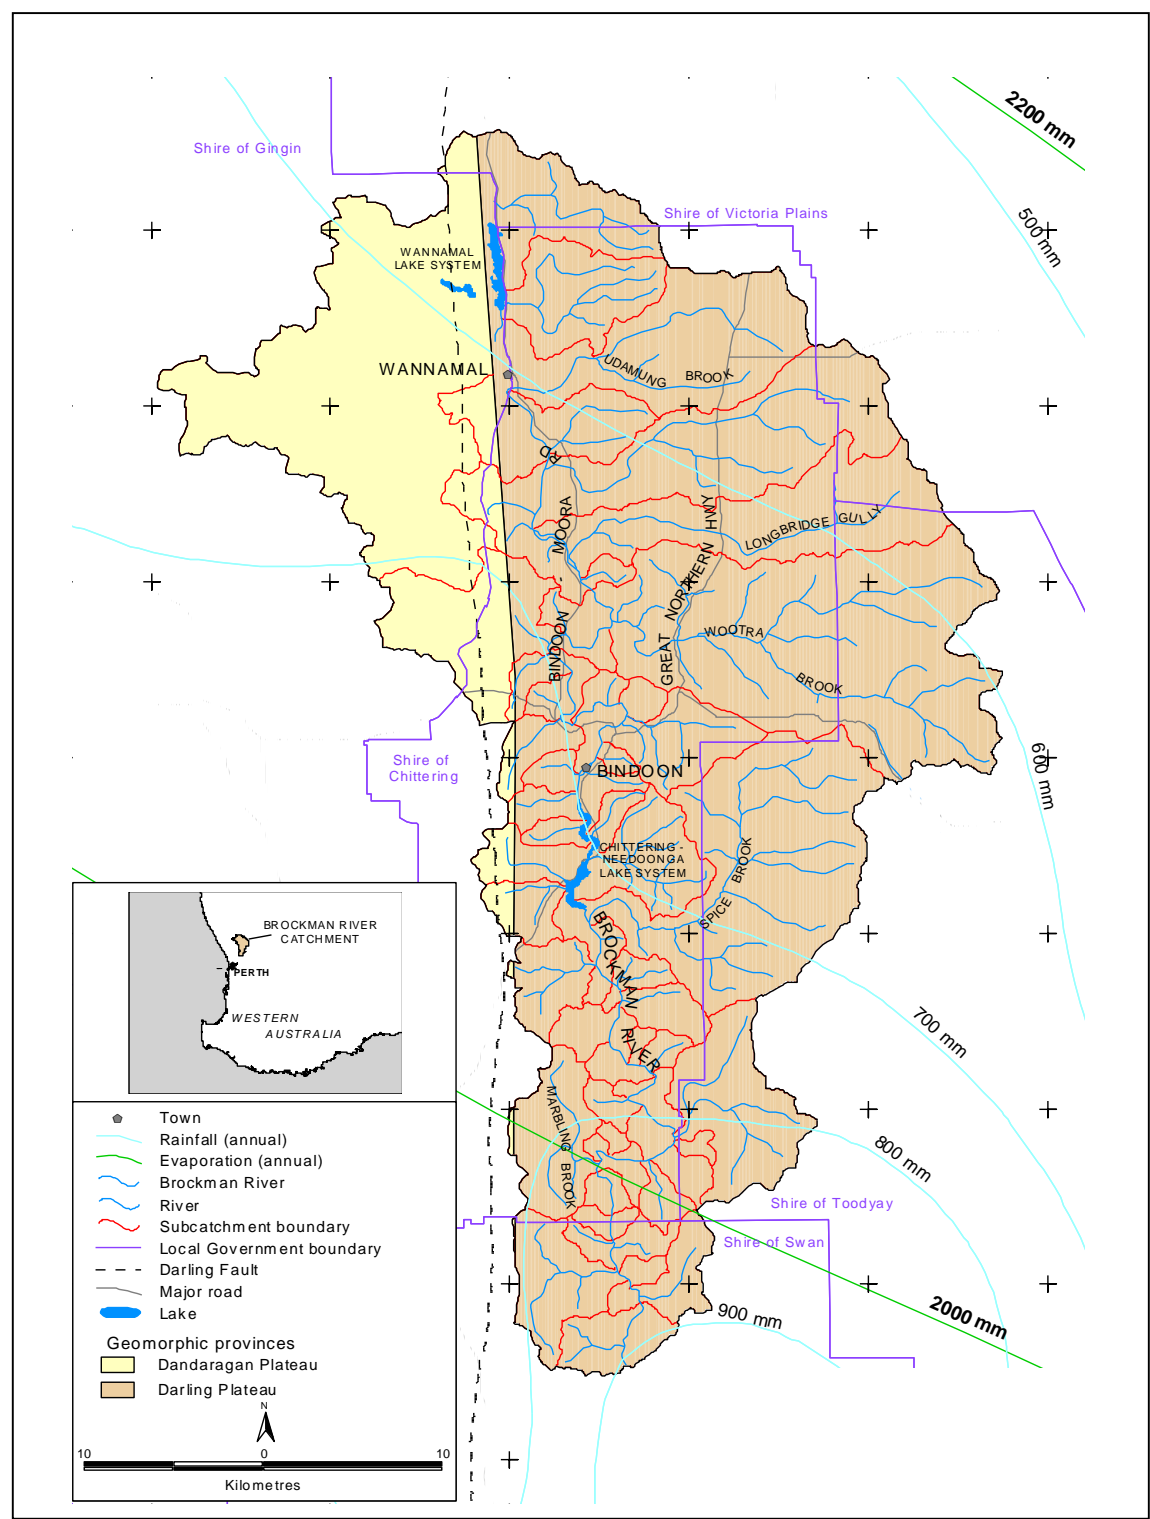 2200 mm
Shire of Gingin
Shire of Victoria Plains
500 mm
WANNAMAL
LAKE SYSTEM
WANNAMAL
UDAMUNG BROOK
RD
BINDOON - MOORA
GREAT NORTHERN HWY
LONGBRIDGE GULLY
WOOTRA
BROOK
Shire of
Chittering
BINDOON
600 mm
CHITTERING -
NEEDOONGA
LAKE SYSTEM
SPICE BROOK
BROCKMAN
RIVER
700 mm
MARBLING BROOK
800 mm
Shire of Toodyay
Shire of Swan
900 mm
2000 mm
BROCKMAN RIVER
CATCHMENT
PERTH
WESTERN
AUSTRALIA
Town
Rainfall (annual)
Evaporation (annual)
Brockman River
River
Subcatchment boundary
Local Government boundary
Darling Fault
Major road
Lake
Geomorphic provinces
Dandaragan Plateau
Darling Plateau
N
10 0 10
Kilometres